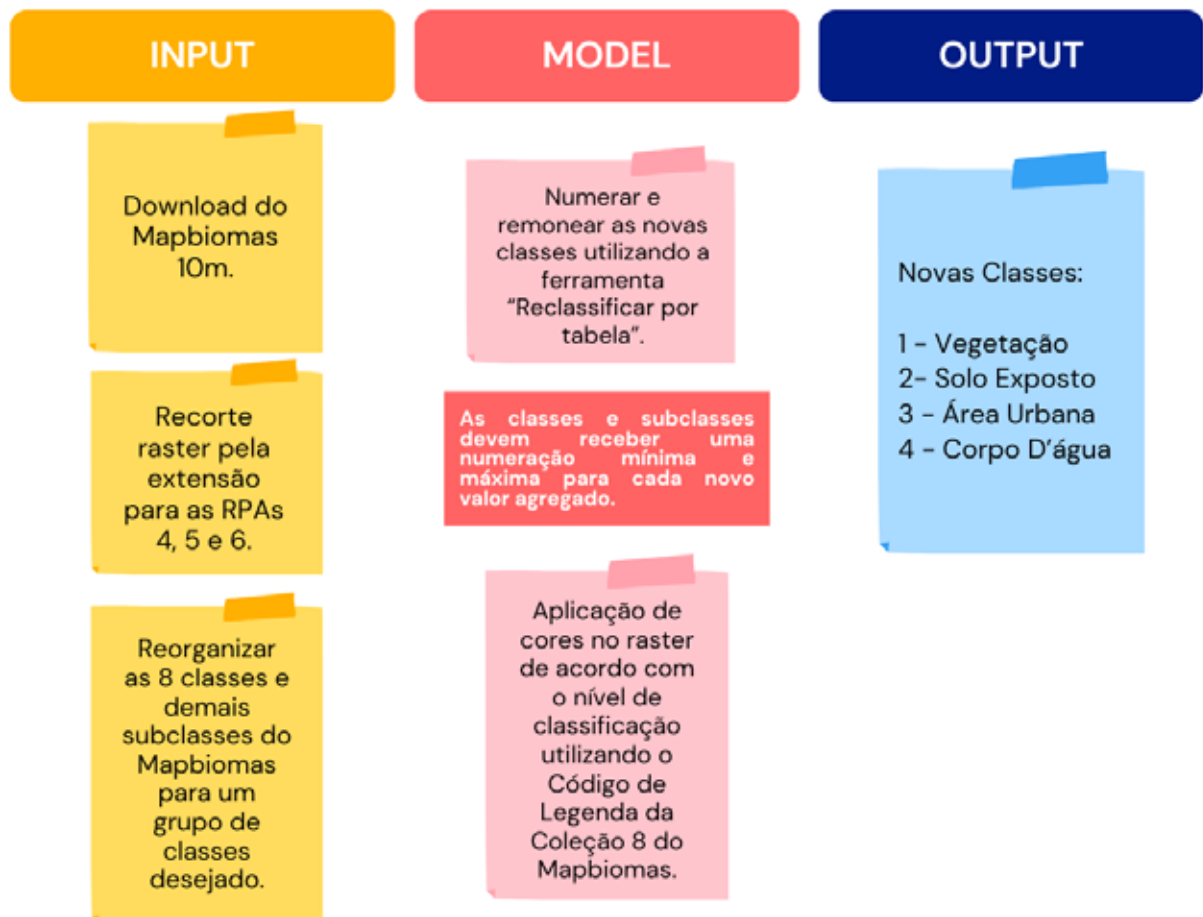 INPUT
Download do
Mapbiomas
10m.
Recorte
raster pela
extensão
para as RPAs
4, 5 e 6.
Reorganizar
as 8 classes e
demais
subclasses do
Mapbiomas
para um
grupo de
classes
desejado.
MODEL
Numerar e
remonear as novas
classes utilizando a
ferramenta
“Reclassificar por
tabela”.
As classes e subclasses
devem receber uma
numeração mínima e
máxima para cada novo
valor agregado.
Aplicação de
cores no raster
de acordo com
o nível de
classificação
utilizando o
Código de
Legenda da
Coleção 8 do
Mapbiomas.
OUTPUT
Novas Classes:
1 – Vegetação
2– Solo Exposto
3 – Área Urbana
4 – Corpo D’água